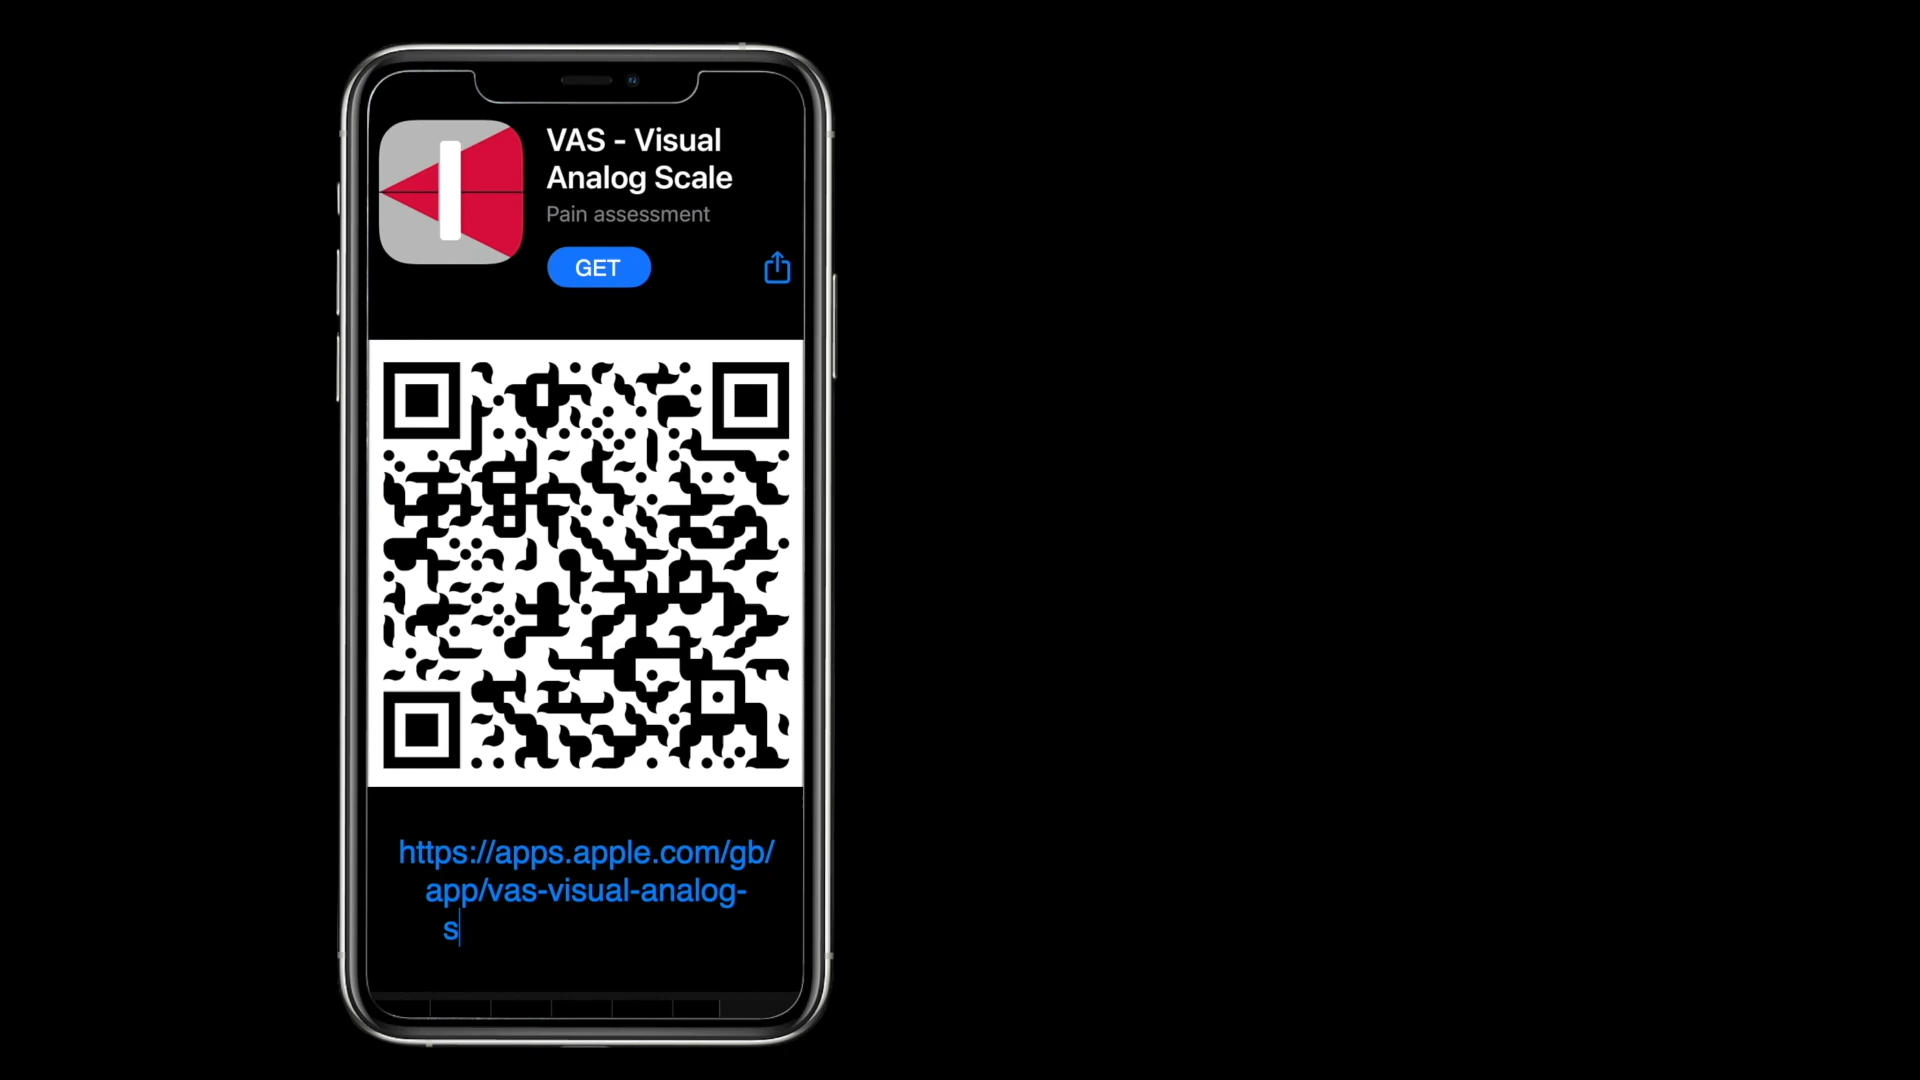 VAS - Visual
Analog Scale
Pain assessment
GET
https://apps.apple.com/gb/
app/vas-visual-analog-
s